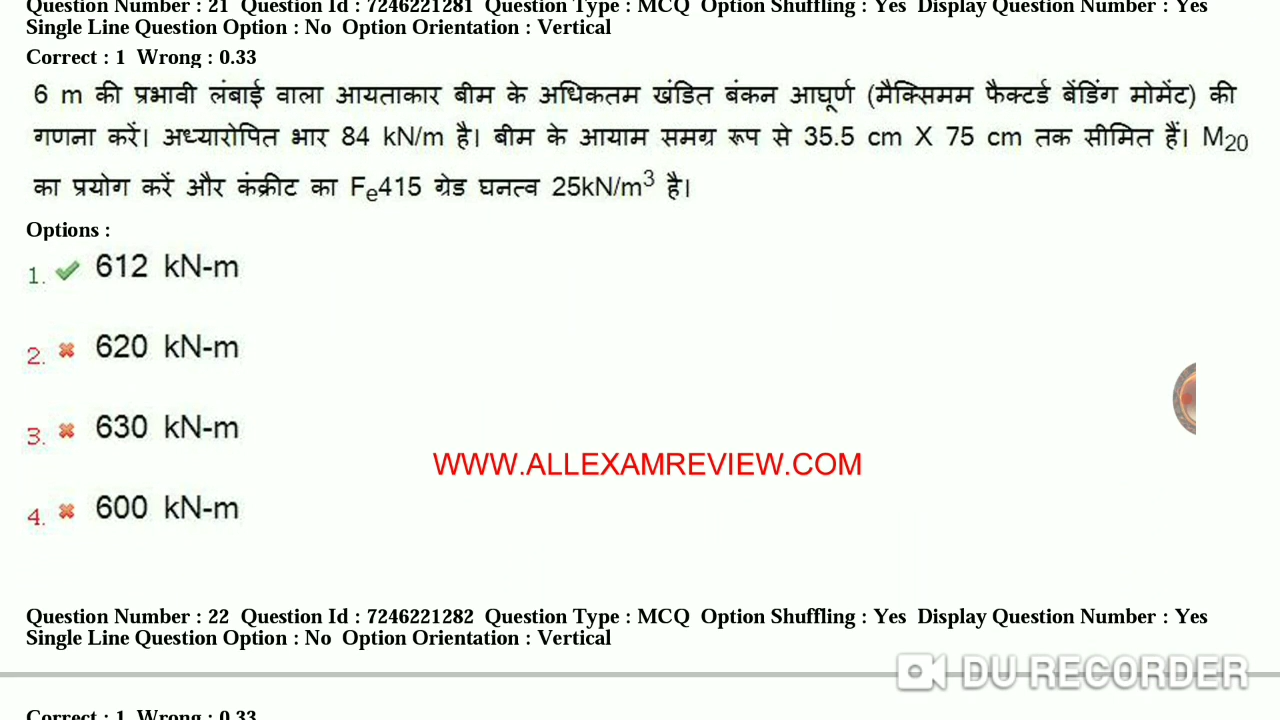 Question Number : 21 Question Id : 7246221281 Question Type : MCQ Option Shuffling : Yes Display Question Number : Yes
Single Line Question Option : No Option Orientation : Vertical
Correct : 1 Wrong : 0.33
6 m की प्रभावी लंबाई वाला आयताकार बीम के अधिकतम खंडित बंकन आघूर्ण (मैक्सिमम फैक्टर्ड बेंडिंग मोमेंट) की
गणना करें। अध्यारोपित भार 84 kN/m है। बीम के आयाम समग्र रूप से 35.5 cm X 75 cm तक सीमित हैं। M20
का प्रयोग करें और कंक्रीट का Fe415 ग्रेड घनत्व 25kN/m3 है।
Options :
1. 612 kN-m
2. 620 kN-m
3. 630 kN-m
WWW.ALLEXAMREVIEW.COM
4. 600 kN-m
Question Number : 22 Question Id : 7246221282 Question Type : MCQ Option Shuffling : Yes Display Question Number : Yes
Single Line Question Option : No Option Orientation : Vertical
DU RECORDER
Correct : 1 Wrong : 0.33